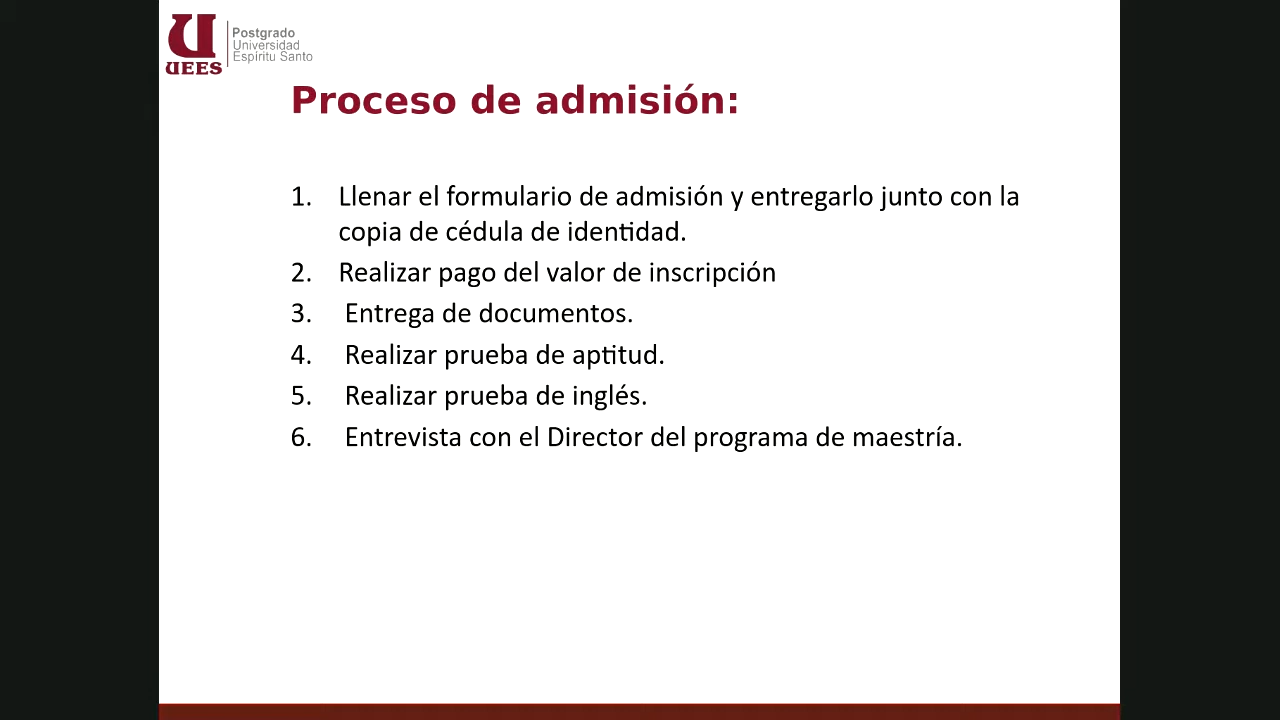 UEES
Postgrado
Universidad
Espíritu Santo
Proceso de admisión:
1. Llenar el formulario de admisión y entregarlo junto con la
copia de cédula de identidad.
2. Realizar pago del valor de inscripción
3. Entrega de documentos.
4. Realizar prueba de aptitud.
5. Realizar prueba de inglés.
6. Entrevista con el Director del programa de maestría.